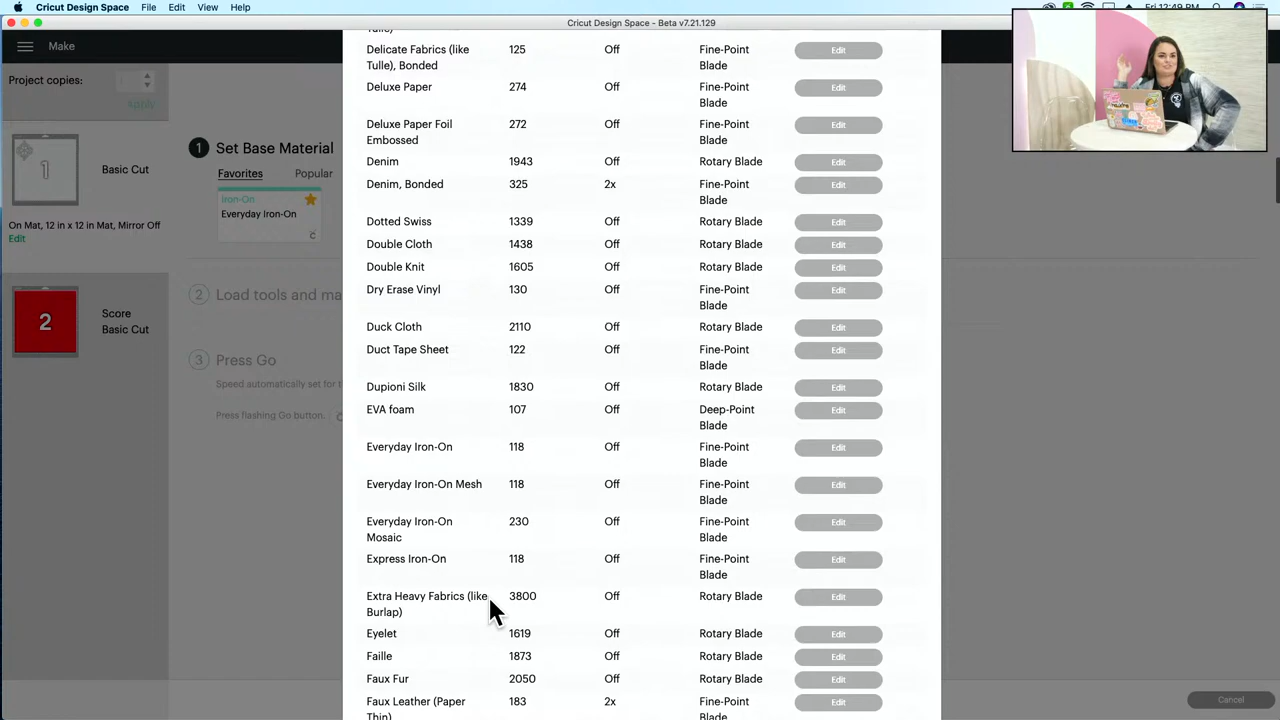 Cricut Design Space File Edit View Help Fri 12:49 PM
Cricut Design Space - Beta v7.21.129
Make
Project copies:
Apply
1
Basic Cut
On Mat, 12 in x 12 in Mat, Mirror Off
Edit
2
Score
Basic Cut
1 Set Base Material
Favorites Popular
Iron-On
Everyday Iron-On
C
2 Load tools and ma
3 Press Go
Speed automatically set for t
Press flashing Go button.
Tulle)
Delicate Fabrics (like 125 Off Fine-Point Edit
Tulle), Bonded Blade
Deluxe Paper 274 Off Fine-Point Edit
Blade
Deluxe Paper Foil 272 Off Fine-Point Edit
Embossed Blade
Denim 1943 Off Rotary Blade Edit
Denim, Bonded 325 2x Fine-Point Edit
Blade
Dotted Swiss 1339 Off Rotary Blade Edit
Double Cloth 1438 Off Rotary Blade Edit
Double Knit 1605 Off Rotary Blade Edit
Dry Erase Vinyl 130 Off Fine-Point Edit
Blade
Duck Cloth 2110 Off Rotary Blade Edit
Duct Tape Sheet 122 Off Fine-Point Edit
Blade
Dupioni Silk 1830 Off Rotary Blade Edit
EVA foam 107 Off Deep-Point Edit
Blade
Everyday Iron-On 118 Off Fine-Point Edit
Blade
Everyday Iron-On Mesh 118 Off Fine-Point Edit
Blade
Everyday Iron-On 230 Off Fine-Point Edit
Mosaic Blade
Express Iron-On 118 Off Fine-Point Edit
Blade
Extra Heavy Fabrics (like 3800 Off Rotary Blade Edit
Burlap)
Eyelet 1619 Off Rotary Blade Edit
Faille 1873 Off Rotary Blade Edit
Faux Fur 2050 Off Rotary Blade Edit
Faux Leather (Paper 183 2x Fine-Point Edit
Thin) Blade
Cancel